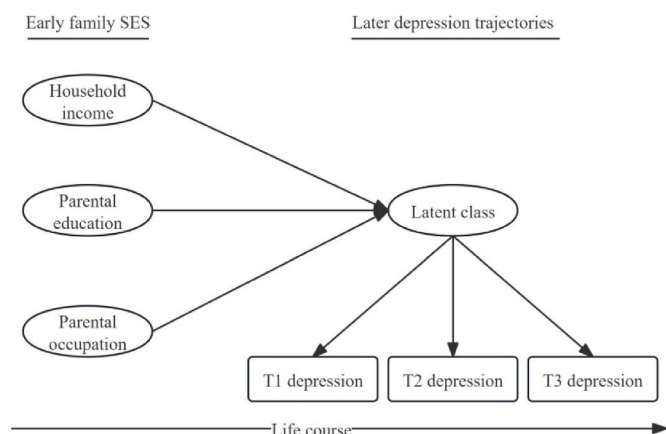 Early family SES
Later depression trajectories
Household
income
Parental
education
Latent class
Parental
occupation
T1 depression
T2 depression
T3 depression
Life course